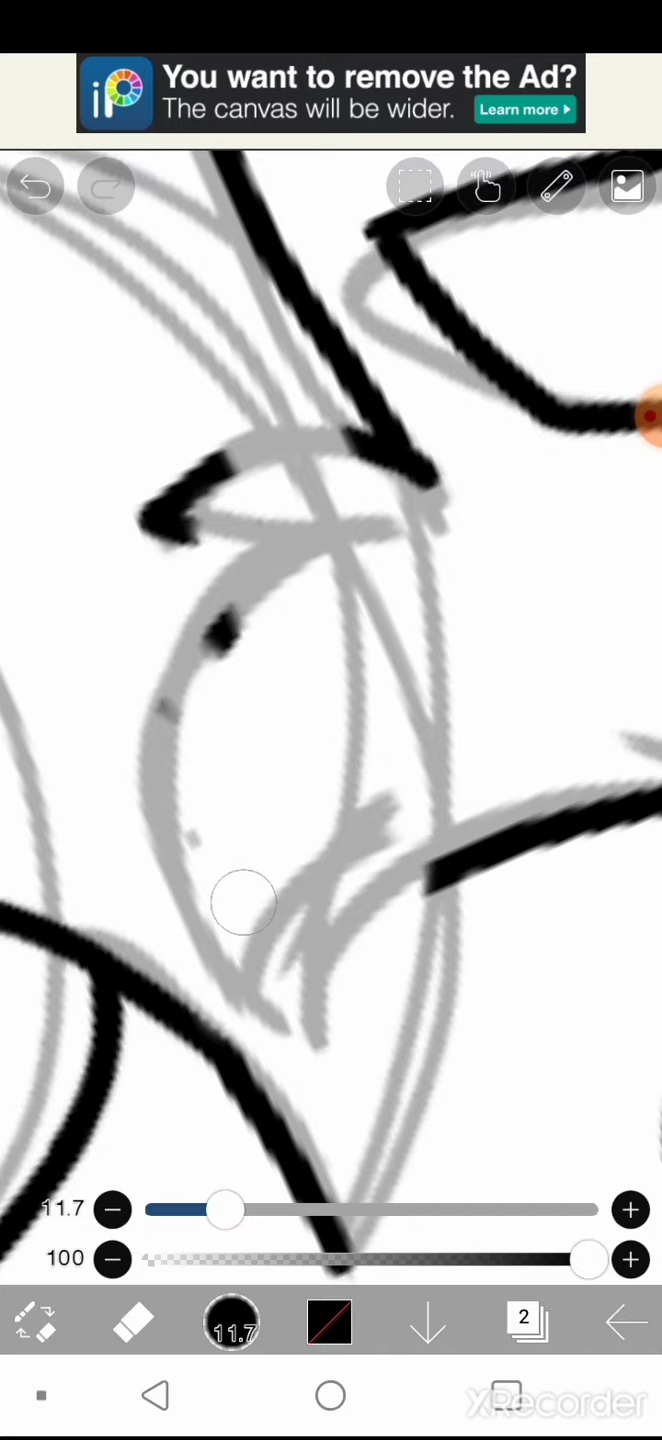 iP
You want to remove the Ad?
The canvas will be wider.
Learn more
11.7
100
11.7
2
XRecorder